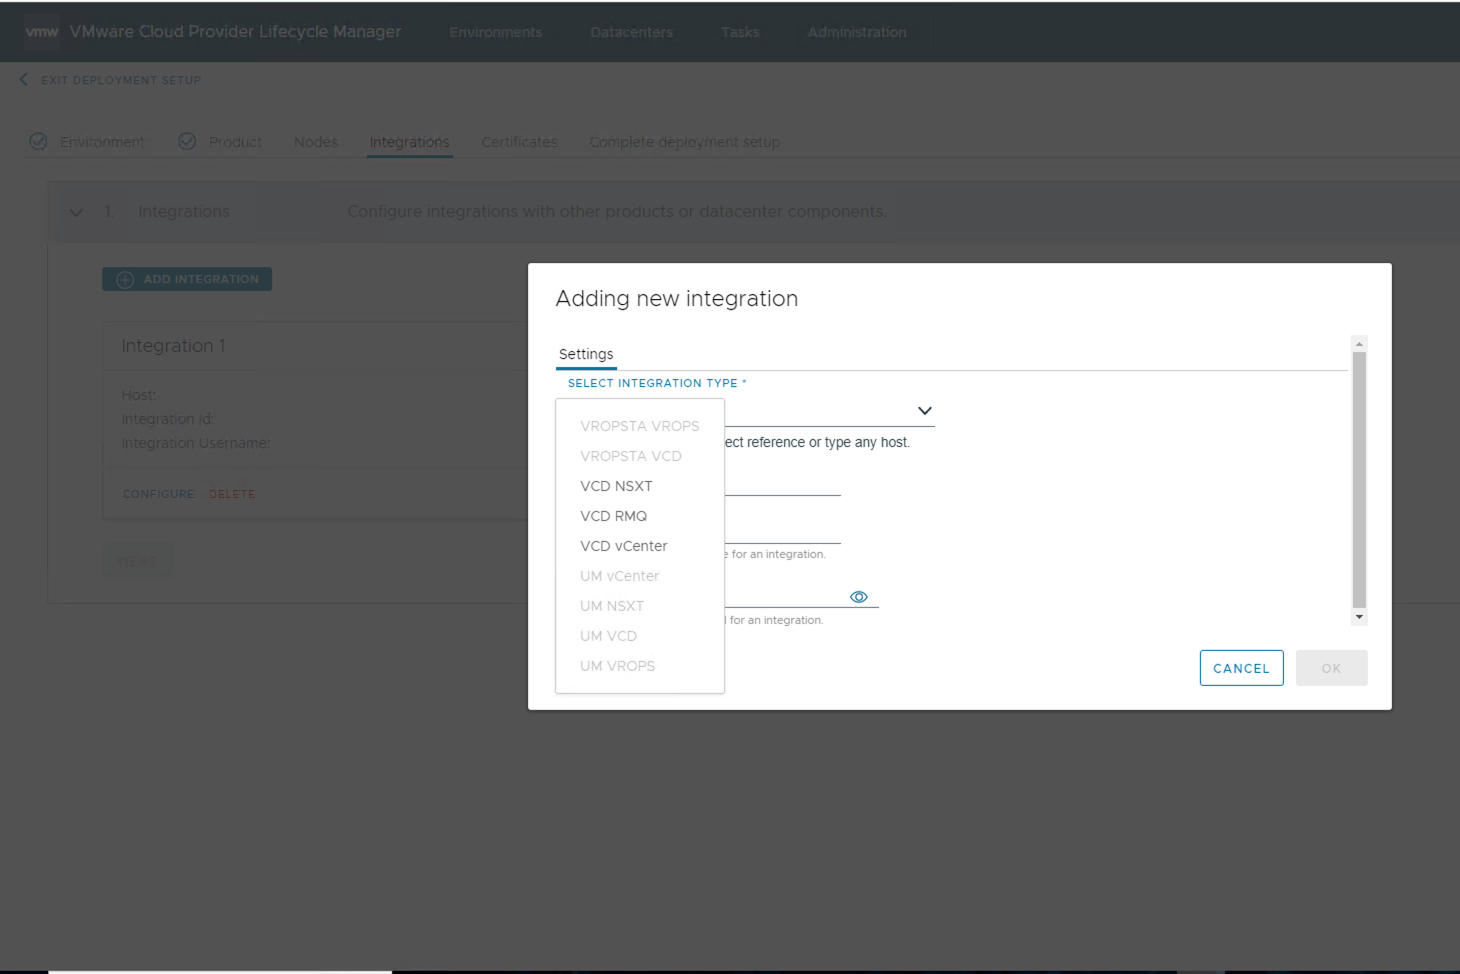 vmw VMware Cloud Provider Lifecycle Manager Environments Datacenters Tasks Administration
EXIT DEPLOYMENT SETUP
Environment Product Nodes Integrations Certificates Complete deployment setup
1. Integrations Configure integrations with other products or datacenter components.
ADD INTEGRATION
Integration 1
Host:
Integration Id:
Integration Username:
CONFIGURE DELETE
NEXT
Adding new integration
Settings
SELECT INTEGRATION TYPE *
VROPSTA VROPS
ect reference or type any host.
VROPSTA VCD
VCD NSXT
VCD RMQ
VCD vCenter
e for an integration.
UM vCenter
UM NSXT
for an integration.
UM VCD
UM VROPS
CANCEL OK